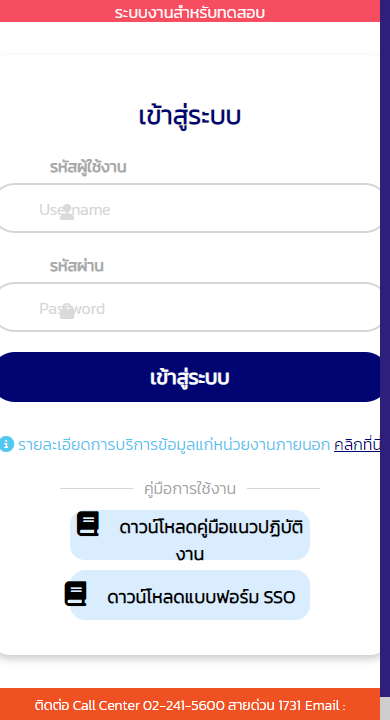 ระบบงานสำหรับทดสอบ
เข้าสู่ระบบ
รหัสผู้ใช้งาน
Username
รหัสผ่าน
Password
เข้าสู่ระบบ
รายละเอียดการบริการข้อมูลแก่หน่วยงานภายนอก คลิกที่นี่
คู่มือการใช้งาน
ดาวน์โหลดคู่มือแนวปฏิบัติ
งาน
ดาวน์โหลดแบบฟอร์ม SSO
ติดต่อ Call Center 02-241-5600 สายด่วน 1731 Email :